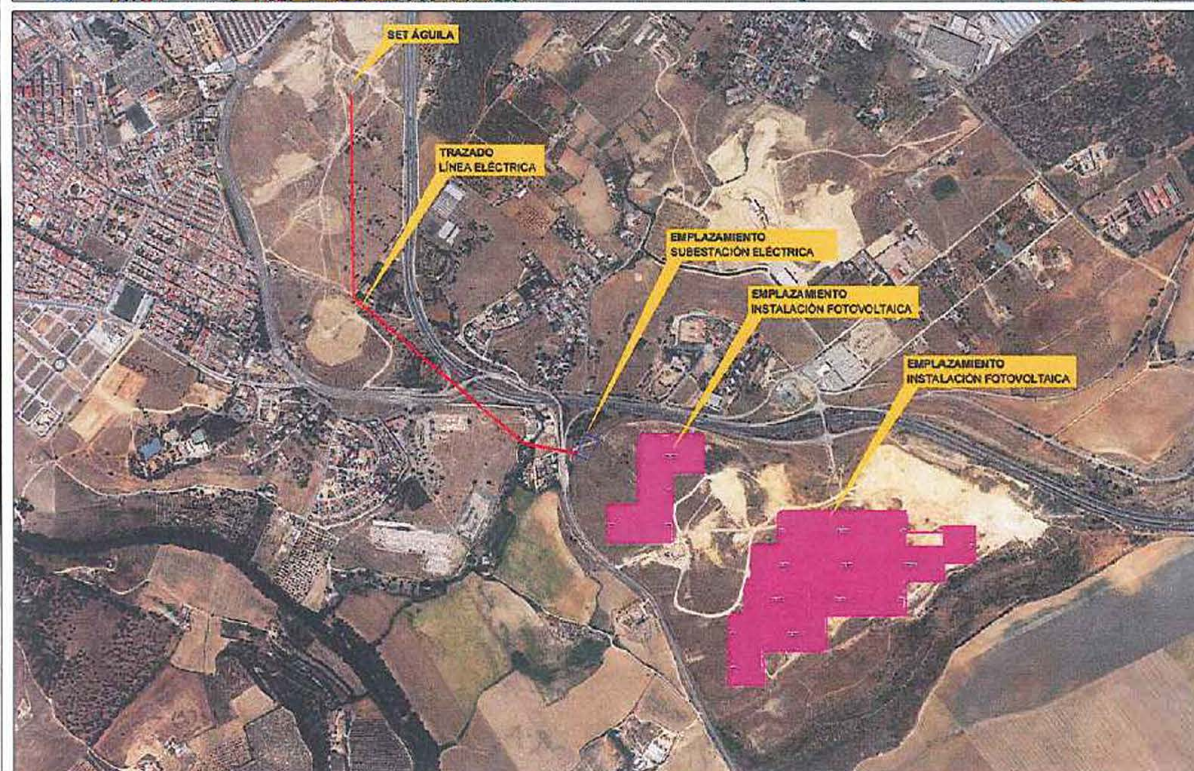 SET ÁGUILA
TRAZADO
LÍNEA ELÉCTRICA
EMPLAZAMIENTO
SUBESTACIÓN ELÉCTRICA
EMPLAZAMIENTO
INSTALACIÓN FOTOVOLTAICA
EMPLAZAMIENTO
INSTALACIÓN FOTOVOLTAICA